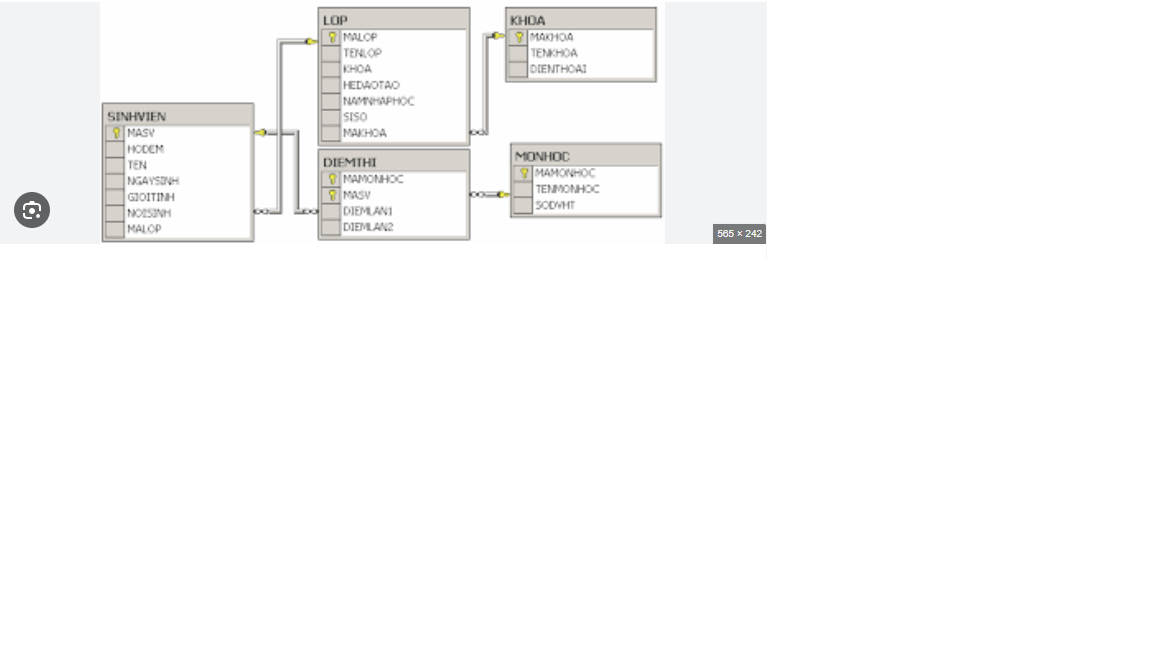 LOP
MALOP
TENLOP
KHOA
HEDAOTAO
NAMNHAPHOC
SISO
MAKHOA
KHOA
MAKHOA
TENKHOA
DIENTHOAI
SINHVIEN
MASV
HODEM
TEN
NGAYSINH
GIOITINH
NOISINH
MALOP
DIEMTHI
MAMONHOC
MASV
DIEMLAN1
DIEMLAN2
MONHOC
MAMONHOC
TENMONHOC
SODVHT
565 × 242